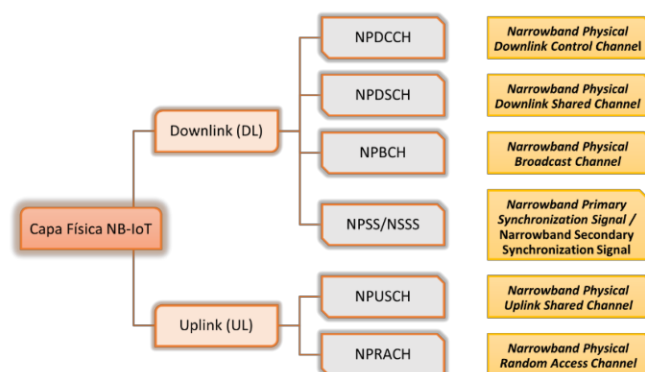 NPDCCH
Narrowband Physical
Downlink Control Channel
NPDSCH
Narrowband Physical
Downlink Shared Channel
Downlink (DL)
NPBCH
Narrowband Physical
Broadcast Channel
Capa Física NB-IoT
NPSS/NSSS
Narrowband Primary
Synchronization Signal /
Narrowband Secondary
Synchronization Signal
Uplink (UL)
NPUSCH
Narrowband Physical
Uplink Shared Channel
NPRACH
Narrowband Physical
Random Access Channel